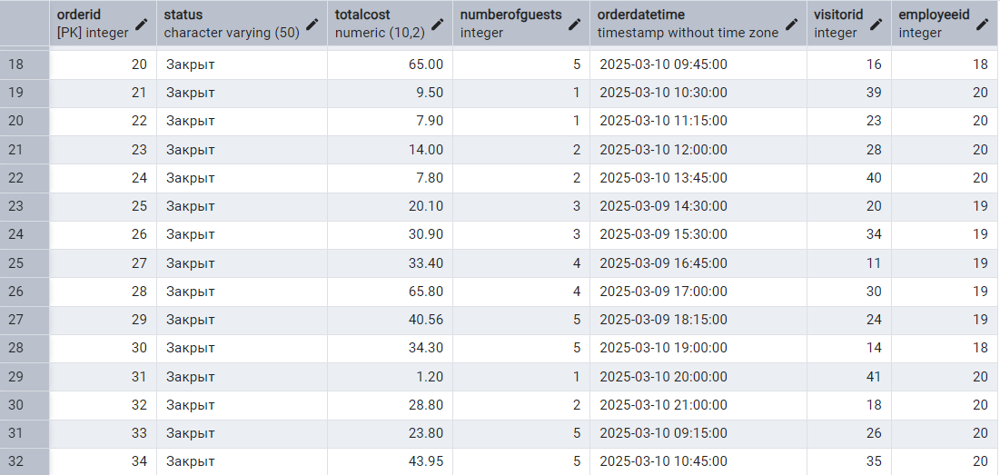 orderid status totalcost numberofguests orderdatetime visitorid employeeid
[PK] integer character varying (50) numeric (10,2) integer timestamp without time zone integer integer
18 20 Закрыт 65.00 5 2025-03-10 09:45:00 16 18
19 21 Закрыт 9.50 1 2025-03-10 10:30:00 39 20
20 22 Закрыт 7.90 1 2025-03-10 11:15:00 23 20
21 23 Закрыт 14.00 2 2025-03-10 12:00:00 28 20
22 24 Закрыт 7.80 2 2025-03-10 13:45:00 40 20
23 25 Закрыт 20.10 3 2025-03-09 14:30:00 20 19
24 26 Закрыт 30.90 3 2025-03-09 15:30:00 34 19
25 27 Закрыт 33.40 4 2025-03-09 16:45:00 11 19
26 28 Закрыт 65.80 4 2025-03-09 17:00:00 30 19
27 29 Закрыт 40.56 5 2025-03-09 18:15:00 24 19
28 30 Закрыт 34.30 5 2025-03-10 19:00:00 14 18
29 31 Закрыт 1.20 1 2025-03-10 20:00:00 41 20
30 32 Закрыт 28.80 2 2025-03-10 21:00:00 18 20
31 33 Закрыт 23.80 5 2025-03-10 09:15:00 26 20
32 34 Закрыт 43.95 5 2025-03-10 10:45:00 35 20